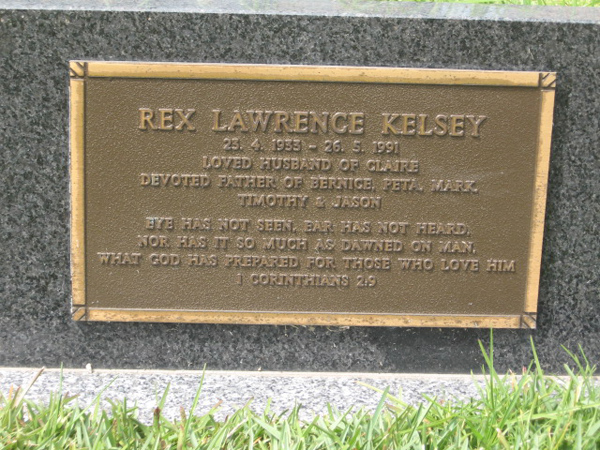 REX LAWRENCE KELSEY
23. 4. 1933 - 26. 5. 1991
LOVED HUSBAND OF CLAIRE
DEVOTED FATHER OF BERNICE, PETA, MARK,
TIMOTHY & JASON
EYE HAS NOT SEEN, EAR HAS NOT HEARD,
NOR HAS IT SO MUCH AS DAWNED ON MAN,
WHAT GOD HAS PREPARED FOR THOSE WHO LOVE HIM
1 CORINTHIANS 2:9